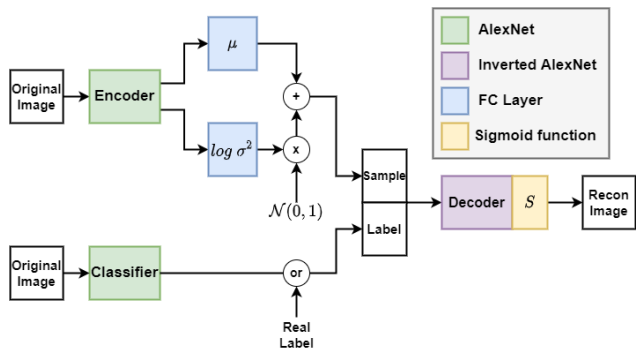 Original
Image
Encoder
μ
log σ²
+
x
𝒩(0, 1)
Original
Image
Classifier
or
Real
Label
Sample
Label
Decoder
S
Recon
Image
AlexNet
Inverted AlexNet
FC Layer
Sigmoid function